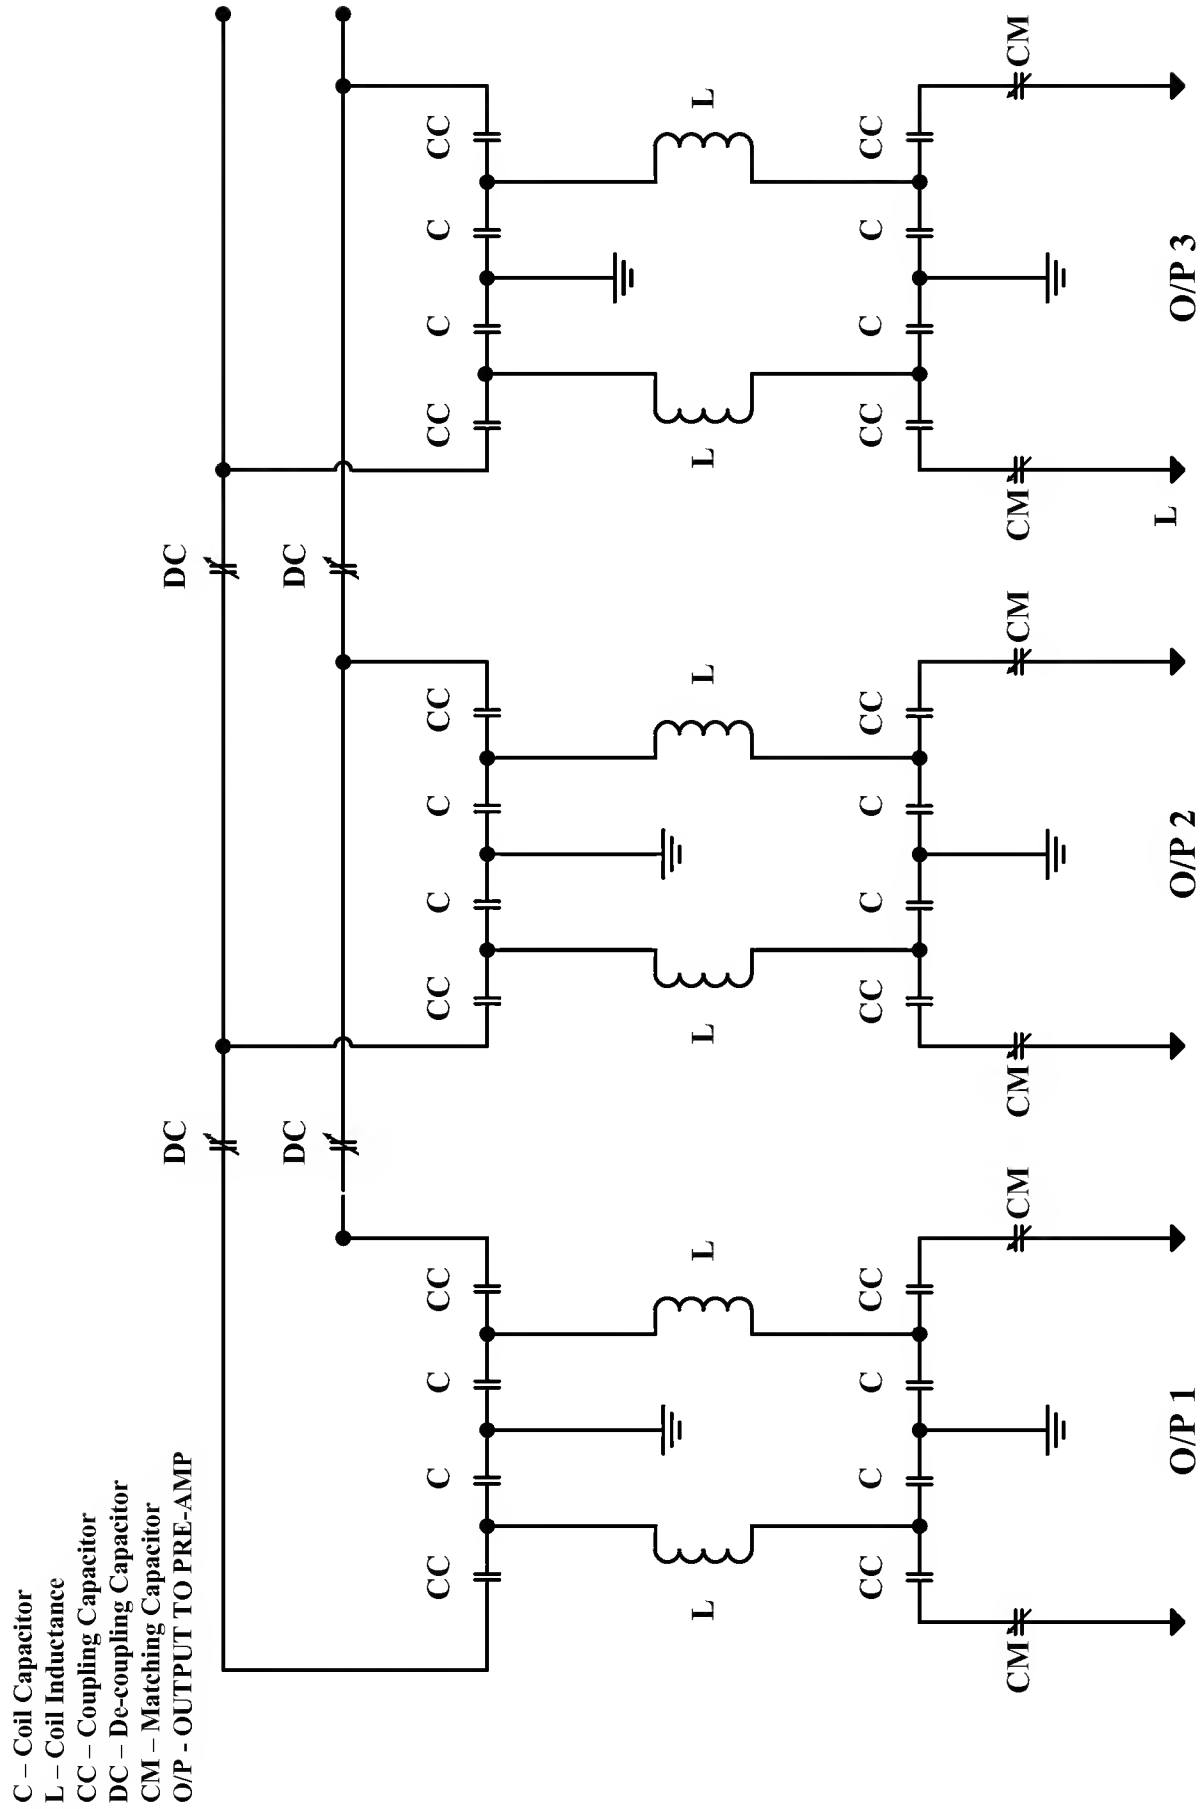 C – Coil Capacitor
L – Coil Inductance
CC – Coupling Capacitor
DC – De-coupling Capacitor
CM – Matching Capacitor
O/P - OUTPUT TO PRE-AMP
DC
DC
DC
DC
CC
C
C
CC
CC
C
C
CC
CC
C
C
CC
L
L
L
L
L
L
CC
C
C
CC
CC
C
C
CC
CC
C
C
CC
CM
CM
CM
CM
CM
CM
L
O/P 1
O/P 2
O/P 3